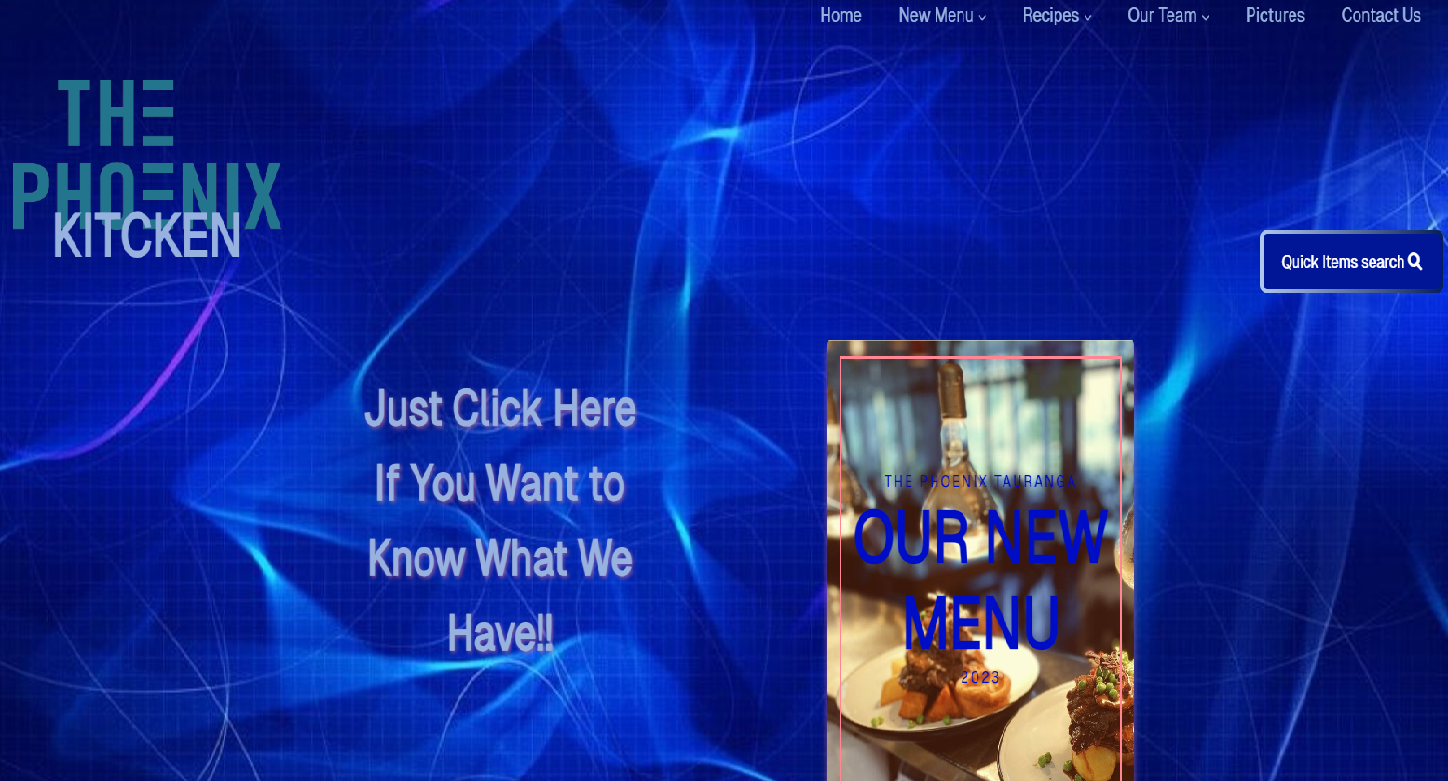 Home New Menu Recipes Our Team Pictures Contact Us
THE
PHOENIX
KITCKEN
Quick Items search
Just Click Here
If You Want to
Know What We
Have!!
THE PHOENIX TAURANGA
OUR NEW
MENU
2023